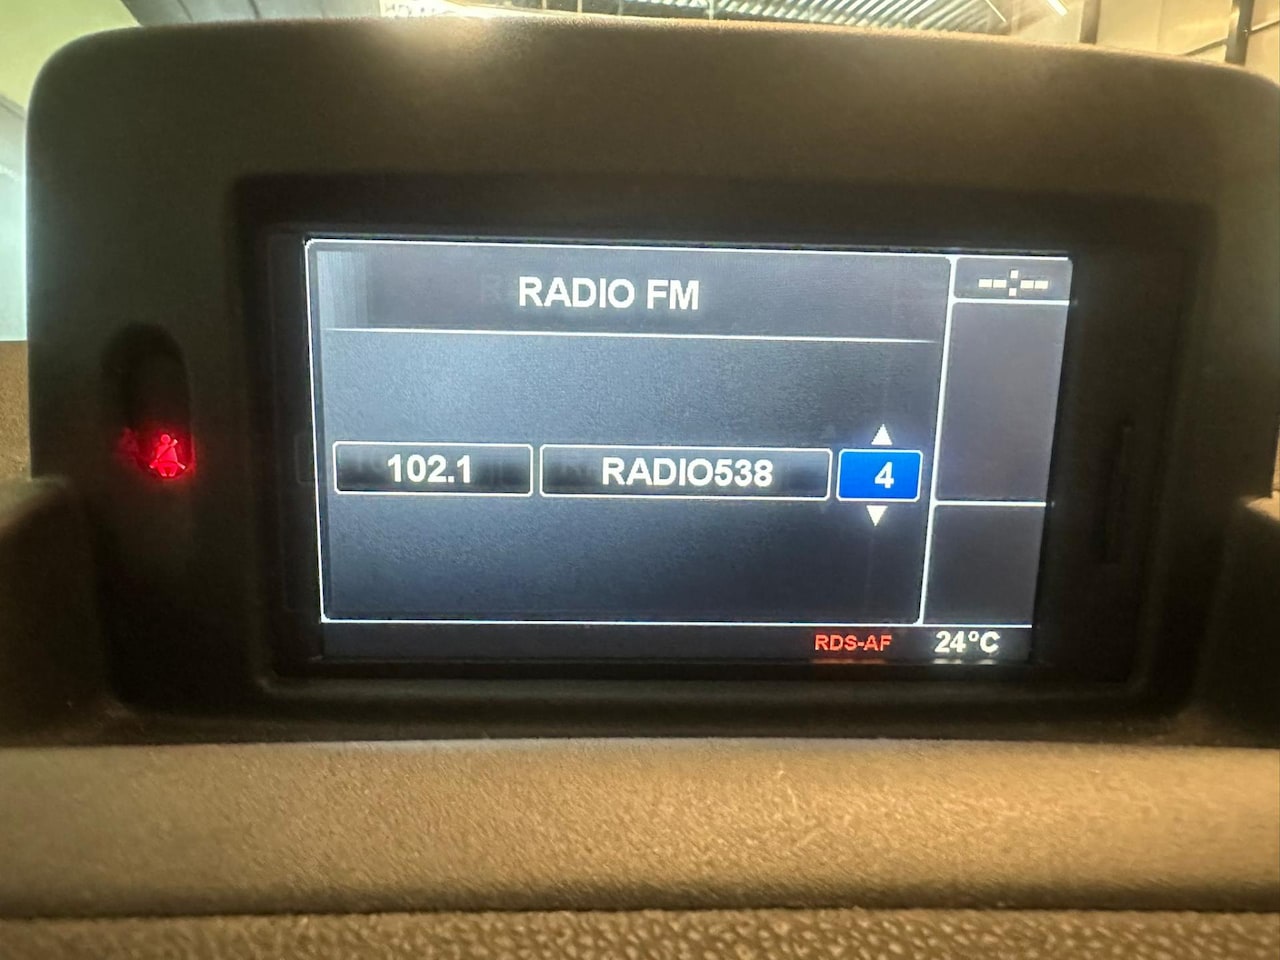 RADIO FM
--:--
102.1 RADIO538 4
RDS-AF 24°C